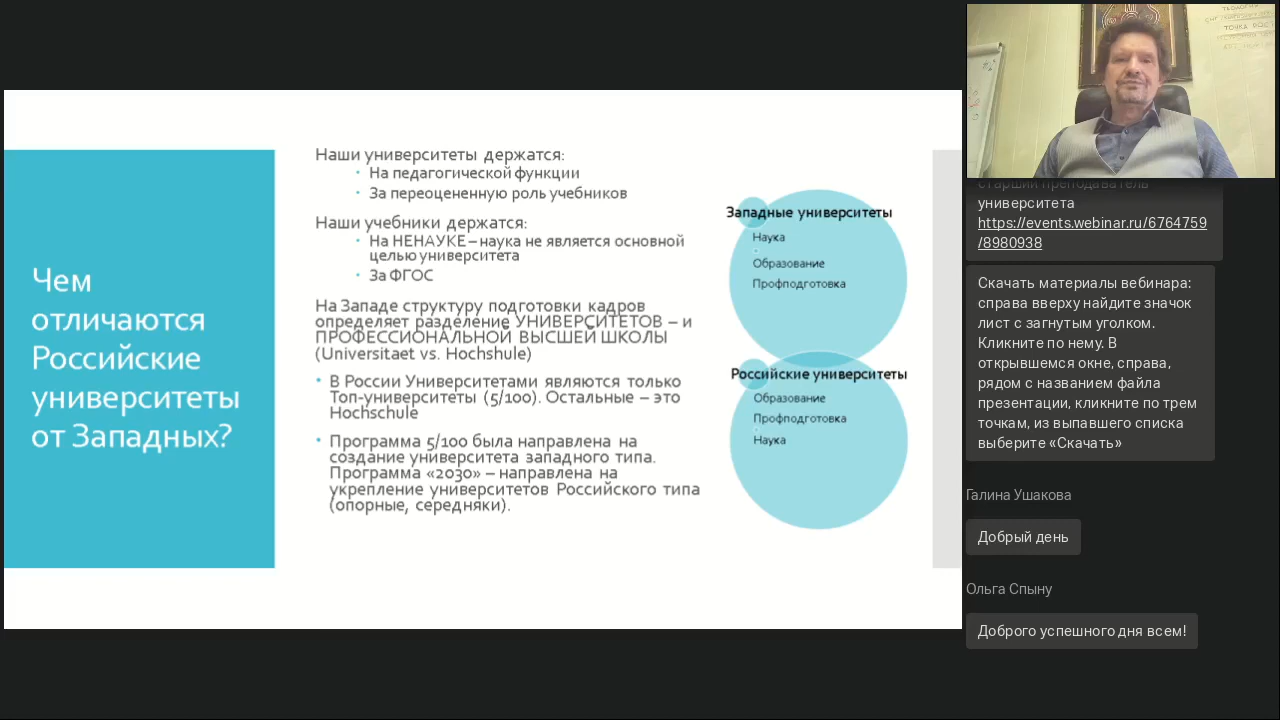 Чем
отличаются
Российские
университеты
от Западных?
Наши университеты держатся:
• На педагогической функции
• За переоцененную роль учебников
Наши учебники держатся:
• На НЕНАУКЕ – наука не является основной
целью университета
• За ФГОС
На Западе структуру подготовки кадров
определяет разделение УНИВЕРСИТЕТОВ – и
ПРОФЕССИОНАЛЬНОЙ ВЫСШЕЙ ШКОЛЫ
(Universitaet vs. Hochshule)
• В России Университетами являются только
Топ-университеты (5/100). Остальные – это
Hochschule
• Программа 5/100 была направлена на
создание университета западного типа.
Программа «2030» – направлена на
укрепление университетов Российского типа
(опорные, середняки).
Западные университеты
Наука
Образование
Профподготовка
Российские университеты
Образование
Профподготовка
Наука
старший преподаватель
университета
https://events.webinar.ru/6764759
/8980938
Скачать материалы вебинара:
справа вверху найдите значок
лист с загнутым уголком.
Кликните по нему. В
открывшемся окне, справа,
рядом с названием файла
презентации, кликните по трем
точкам, из выпавшего списка
выберите «Скачать»
Галина Ушакова
Добрый день
Ольга Спыну
Доброго успешного дня всем!